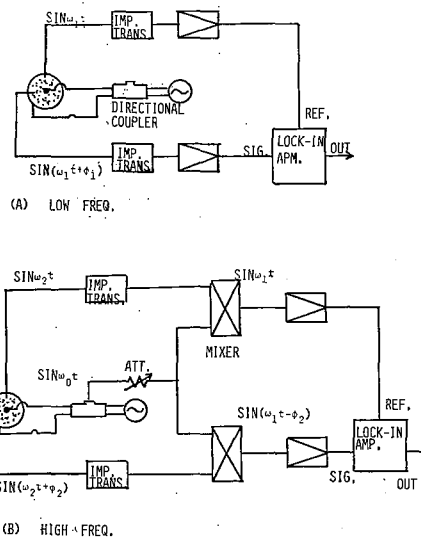 SINω₁t
IMP.
TRANS.
DIRECTIONAL
COUPLER
REF.
LOCK-IN
APM.
OUT
SIG.
IMP.
TRANS.
SIN(ω₁t+φ₁)
(A) LOW FREQ.
SINω₂t
IMP.
TRANS.
SINω₁t
MIXER
SINω₀t
ATT.
SIN(ω₁t-φ₂)
REF.
LOCK-IN
AMP.
SIG.
OUT
IMP.
TRANS.
SIN(ω₂t+φ₂)
(B) HIGH FREQ.